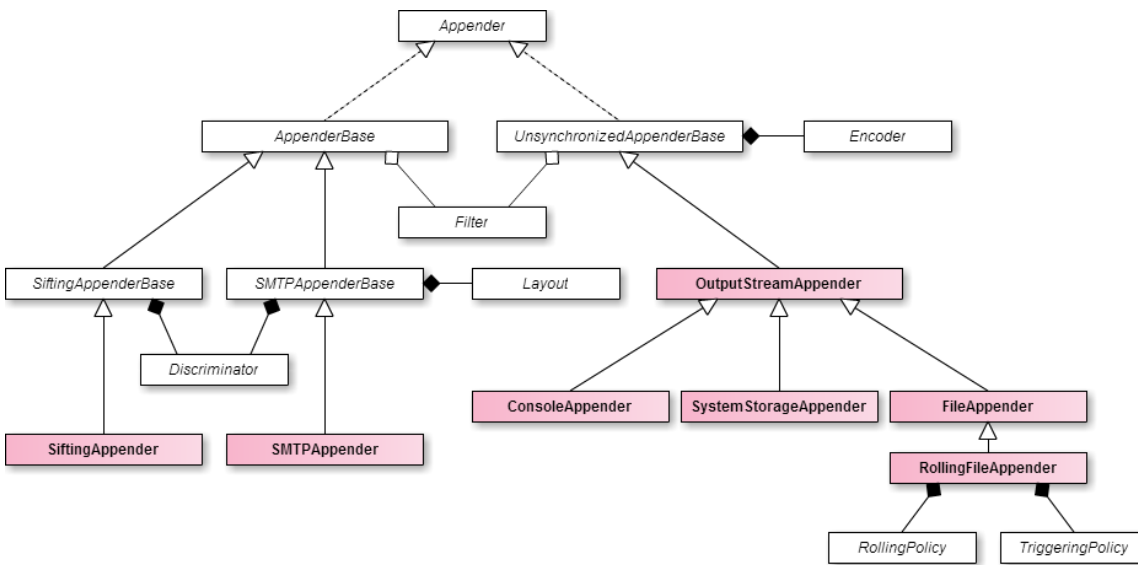 Appender
AppenderBase
UnsynchronizedAppenderBase
Encoder
Filter
SiftingAppenderBase
SMTPAppenderBase
Layout
OutputStreamAppender
Discriminator
ConsoleAppender
SystemStorageAppender
FileAppender
SiftingAppender
SMTPAppender
RollingFileAppender
RollingPolicy
TriggeringPolicy